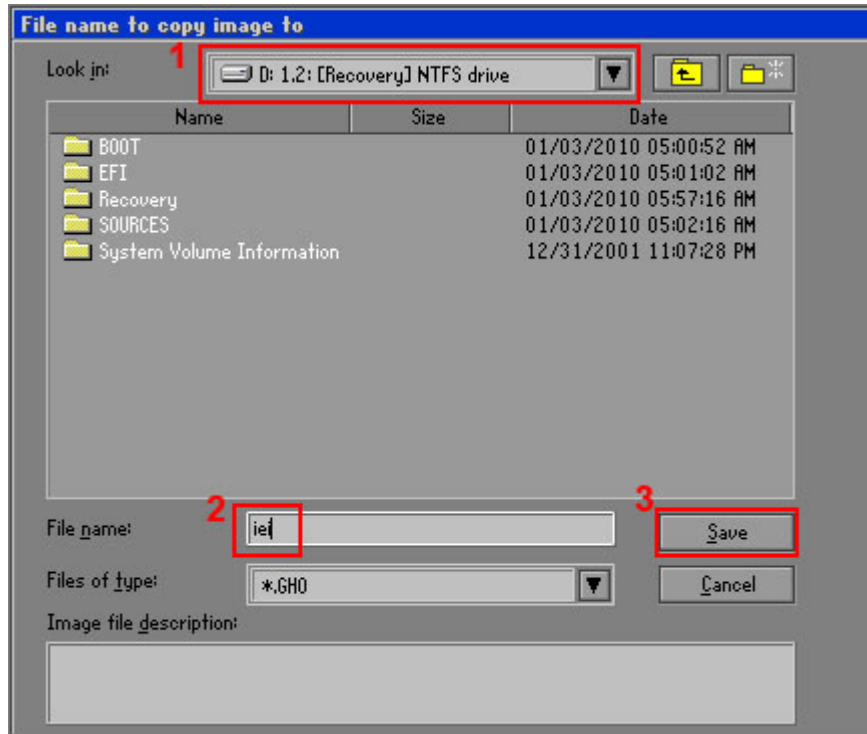 File name to copy image to
Look in: 1 D: 1.2: [Recovery] NTFS drive
Name Size Date
BOOT 01/03/2010 05:00:52 AM
EFI 01/03/2010 05:01:02 AM
Recovery 01/03/2010 05:57:16 AM
SOURCES 01/03/2010 05:02:16 AM
System Volume Information 12/31/2001 11:07:28 PM
File name: 2 iei 3 Save
Files of type: *.GHO Cancel
Image file description: